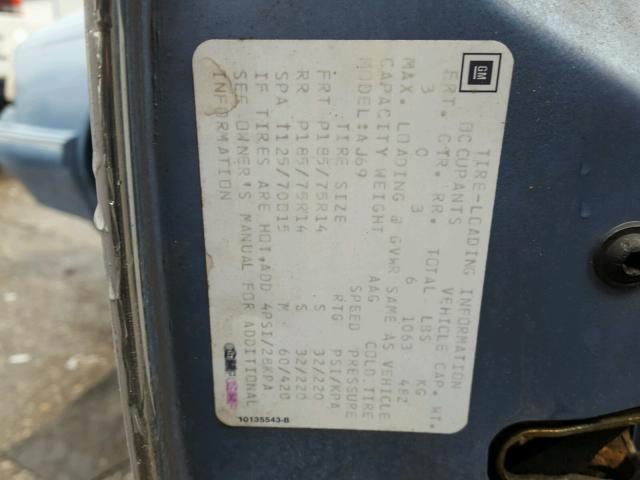 GM
TIRE-LOADING INFORMATION
OCCUPANTS VEHICLE CAP. WT.
FRT. CTR. RR. TOTAL LBS KG
3 0 3 6 1063 482
MAX. LOADING @ GVWR SAME AS VEHICLE
CAPACITY WEIGHT AAG COLD TIRE
MODEL:AJ69 SPEED PRESSURE
TIRE SIZE RTG PSI/KPA
FRT P185/75R14 S 32/220
RR P185/75R14 S 32/220
SPA T125/70D15 M 60/420
IF TIRES ARE HOT,ADD 4PSI/28KPA
SEE OWNER'S MANUAL FOR ADDITIONAL
INFORMATION
10135543-B